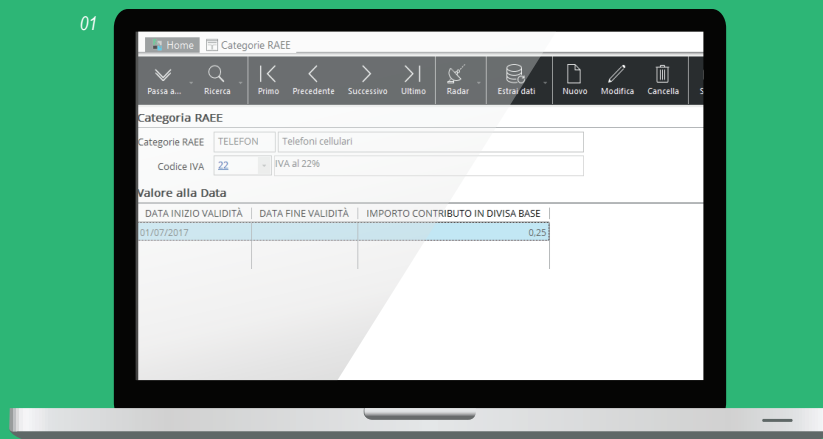 01
Home Categorie RAEE
Passa a... Ricerca Primo Precedente Successivo Ultimo Radar Estrai dati Nuovo Modifica Cancella
Categoria RAEE
Categorie RAEE TELEFON Telefoni cellulari
Codice IVA 22 IVA al 22%
Valore alla Data
DATA INIZIO VALIDITÀ DATA FINE VALIDITÀ IMPORTO CONTRIBUTO IN DIVISA BASE
01/07/2017 0,25